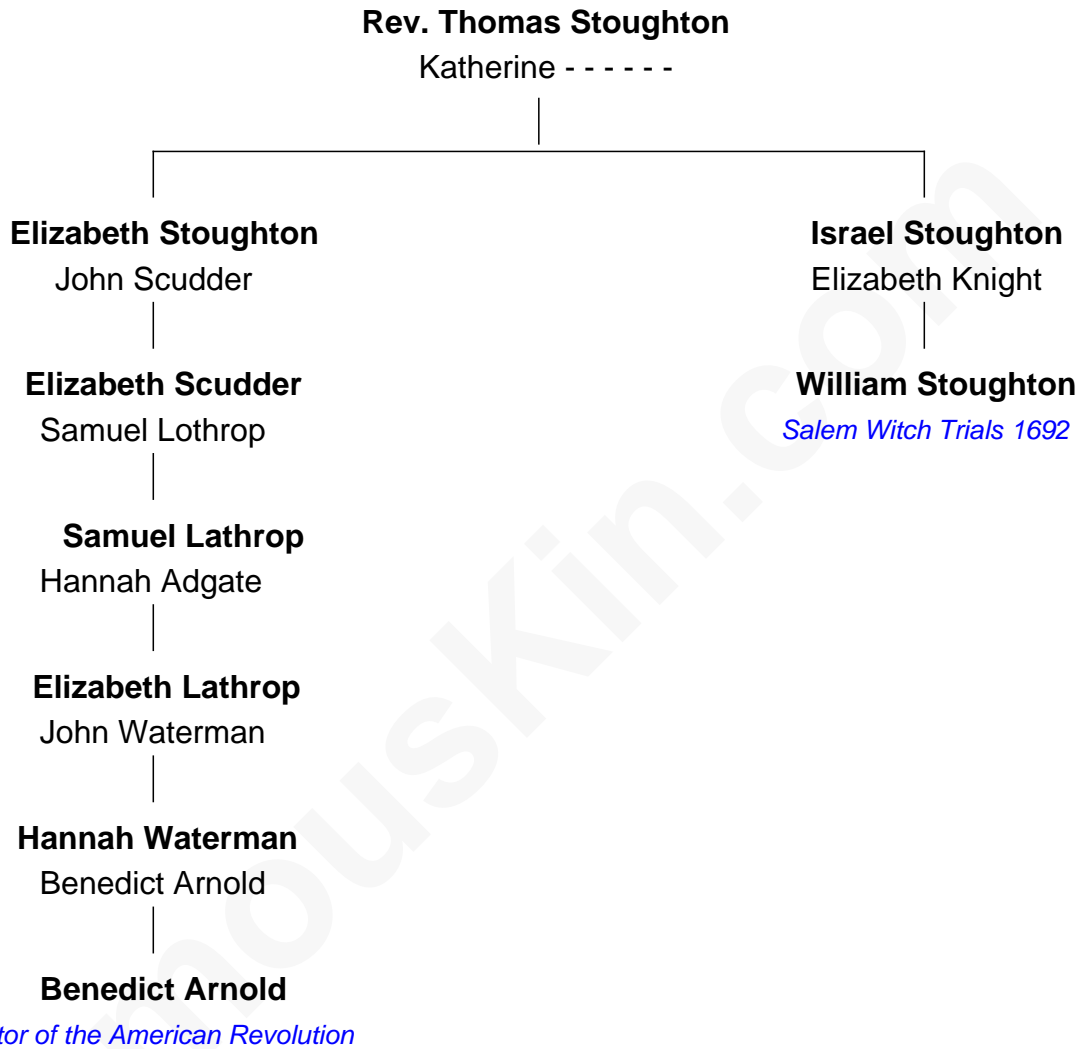 Rev. Thomas Stoughton
Katherine - - - - - -
Elizabeth Stoughton
John Scudder
Israel Stoughton
Elizabeth Knight
Elizabeth Scudder
Samuel Lothrop
William Stoughton
Salem Witch Trials 1692
Samuel Lathrop
Hannah Adgate
Elizabeth Lathrop
John Waterman
Hannah Waterman
Benedict Arnold
Benedict Arnold
tor of the American Revolution
mouskin.com